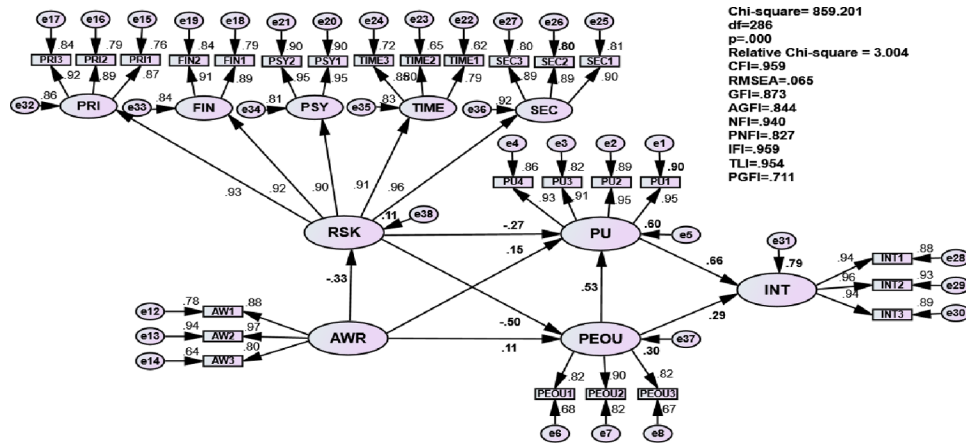 Chi-square= 859.201
df=286
p=.000
Relative Chi-square = 3.004
CFI=.959
RMSEA=.065
GFI=.873
AGFI=.844
NFI=.940
PNFI=.827
IFI=.959
TLI=.954
PGFI=.711
e17 e16 e15 e19 e18 e21 e20 e24 e23 e22 e27 e26 e25
.84 .79 .76 .84 .79 .90 .90 .72 .65 .62 .80 .80 .81
PRI3 PRI2 PRI1 FIN2 FIN1 PSY2 PSY1 TIME3 TIME2 TIME1 SEC3 SEC2 SEC1
.92 .89 .87 .91 .89 .95 .95 .80 .79 .89 .89 .90
e32 .86 PRI e33 .84 FIN e34 .81 PSY e35 .83 TIME e36 .92 SEC
.93 .92 .90 .91 .96
e4 e3 e2 e1
.86 .82 .89 .90
PU4 PU3 PU2 PU1
.93 .91 .95 .95
.11 e38
RSK -.27 PU .60 e5
.15
e31
.79
.66
INT
.94 INT1 .88 e28
.96 INT2 .93 e29
.94 INT3 .89 e30
-.33 .53 .29
-.50
e12 .78 AW1 .88
e13 .94 AW2 .97
e14 .64 AW3 .80
AWR .11 PEOU .30 e37
.82 .90 .82
PEOU1 PEOU2 PEOU3
.68 .82 .67
e6 e7 e8